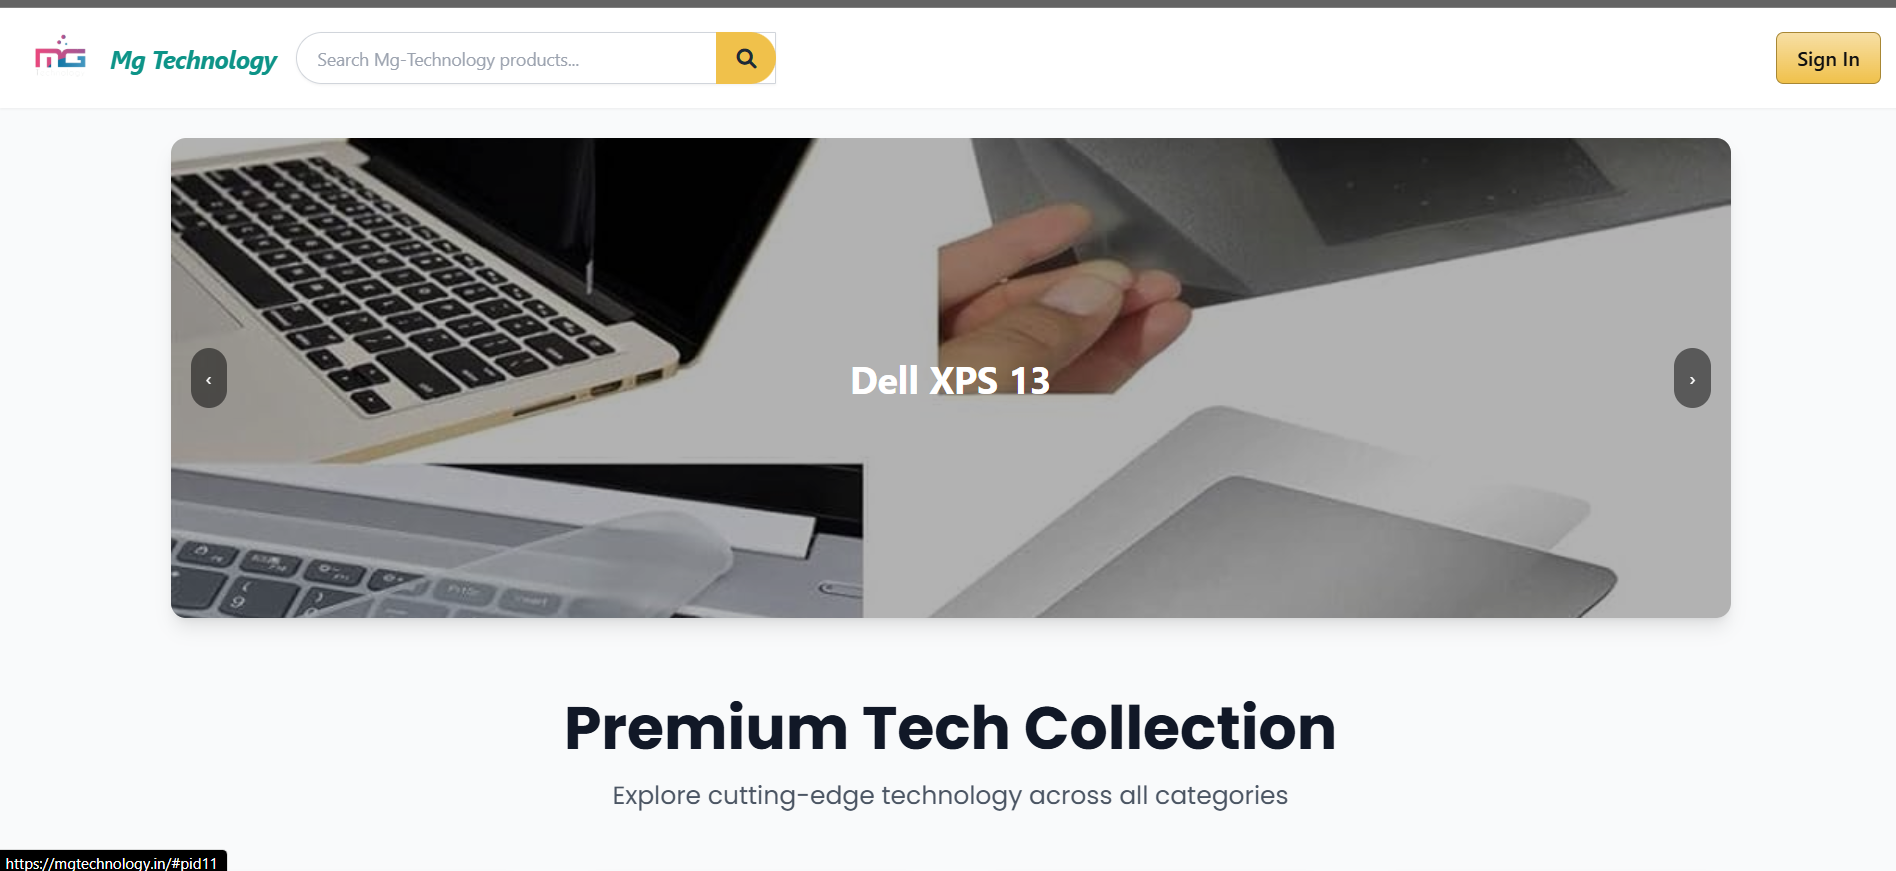 mG
Mg Technology
Search Mg-Technology products...
Sign In
‹
Dell XPS 13
›
Premium Tech Collection
Explore cutting-edge technology across all categories
https://mgtechnology.in/#pid11